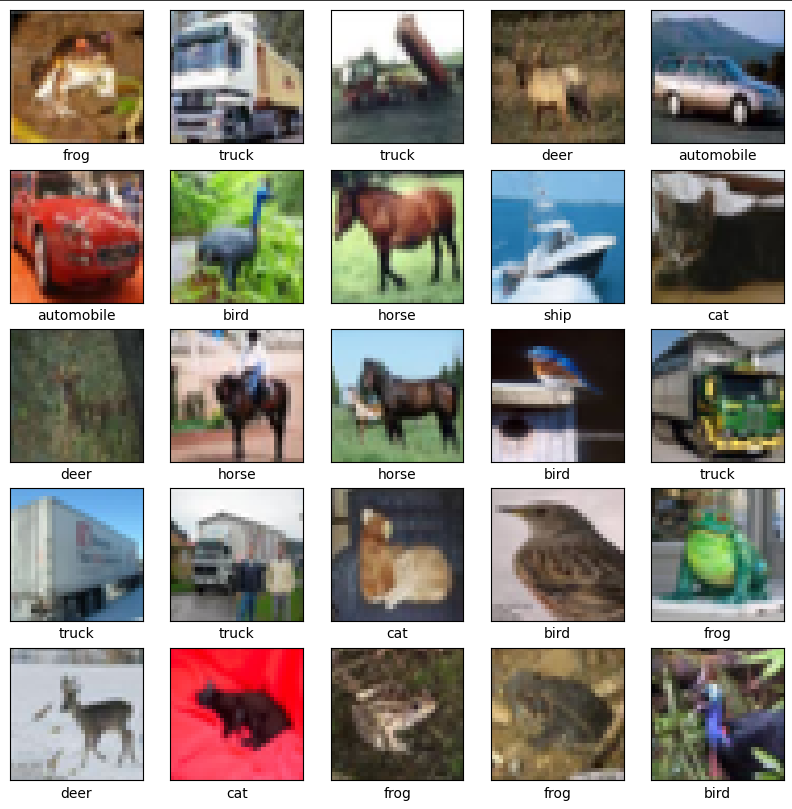 frog truck truck deer automobile
automobile bird horse ship cat
deer horse horse bird truck
truck truck cat bird frog
deer cat frog frog bird